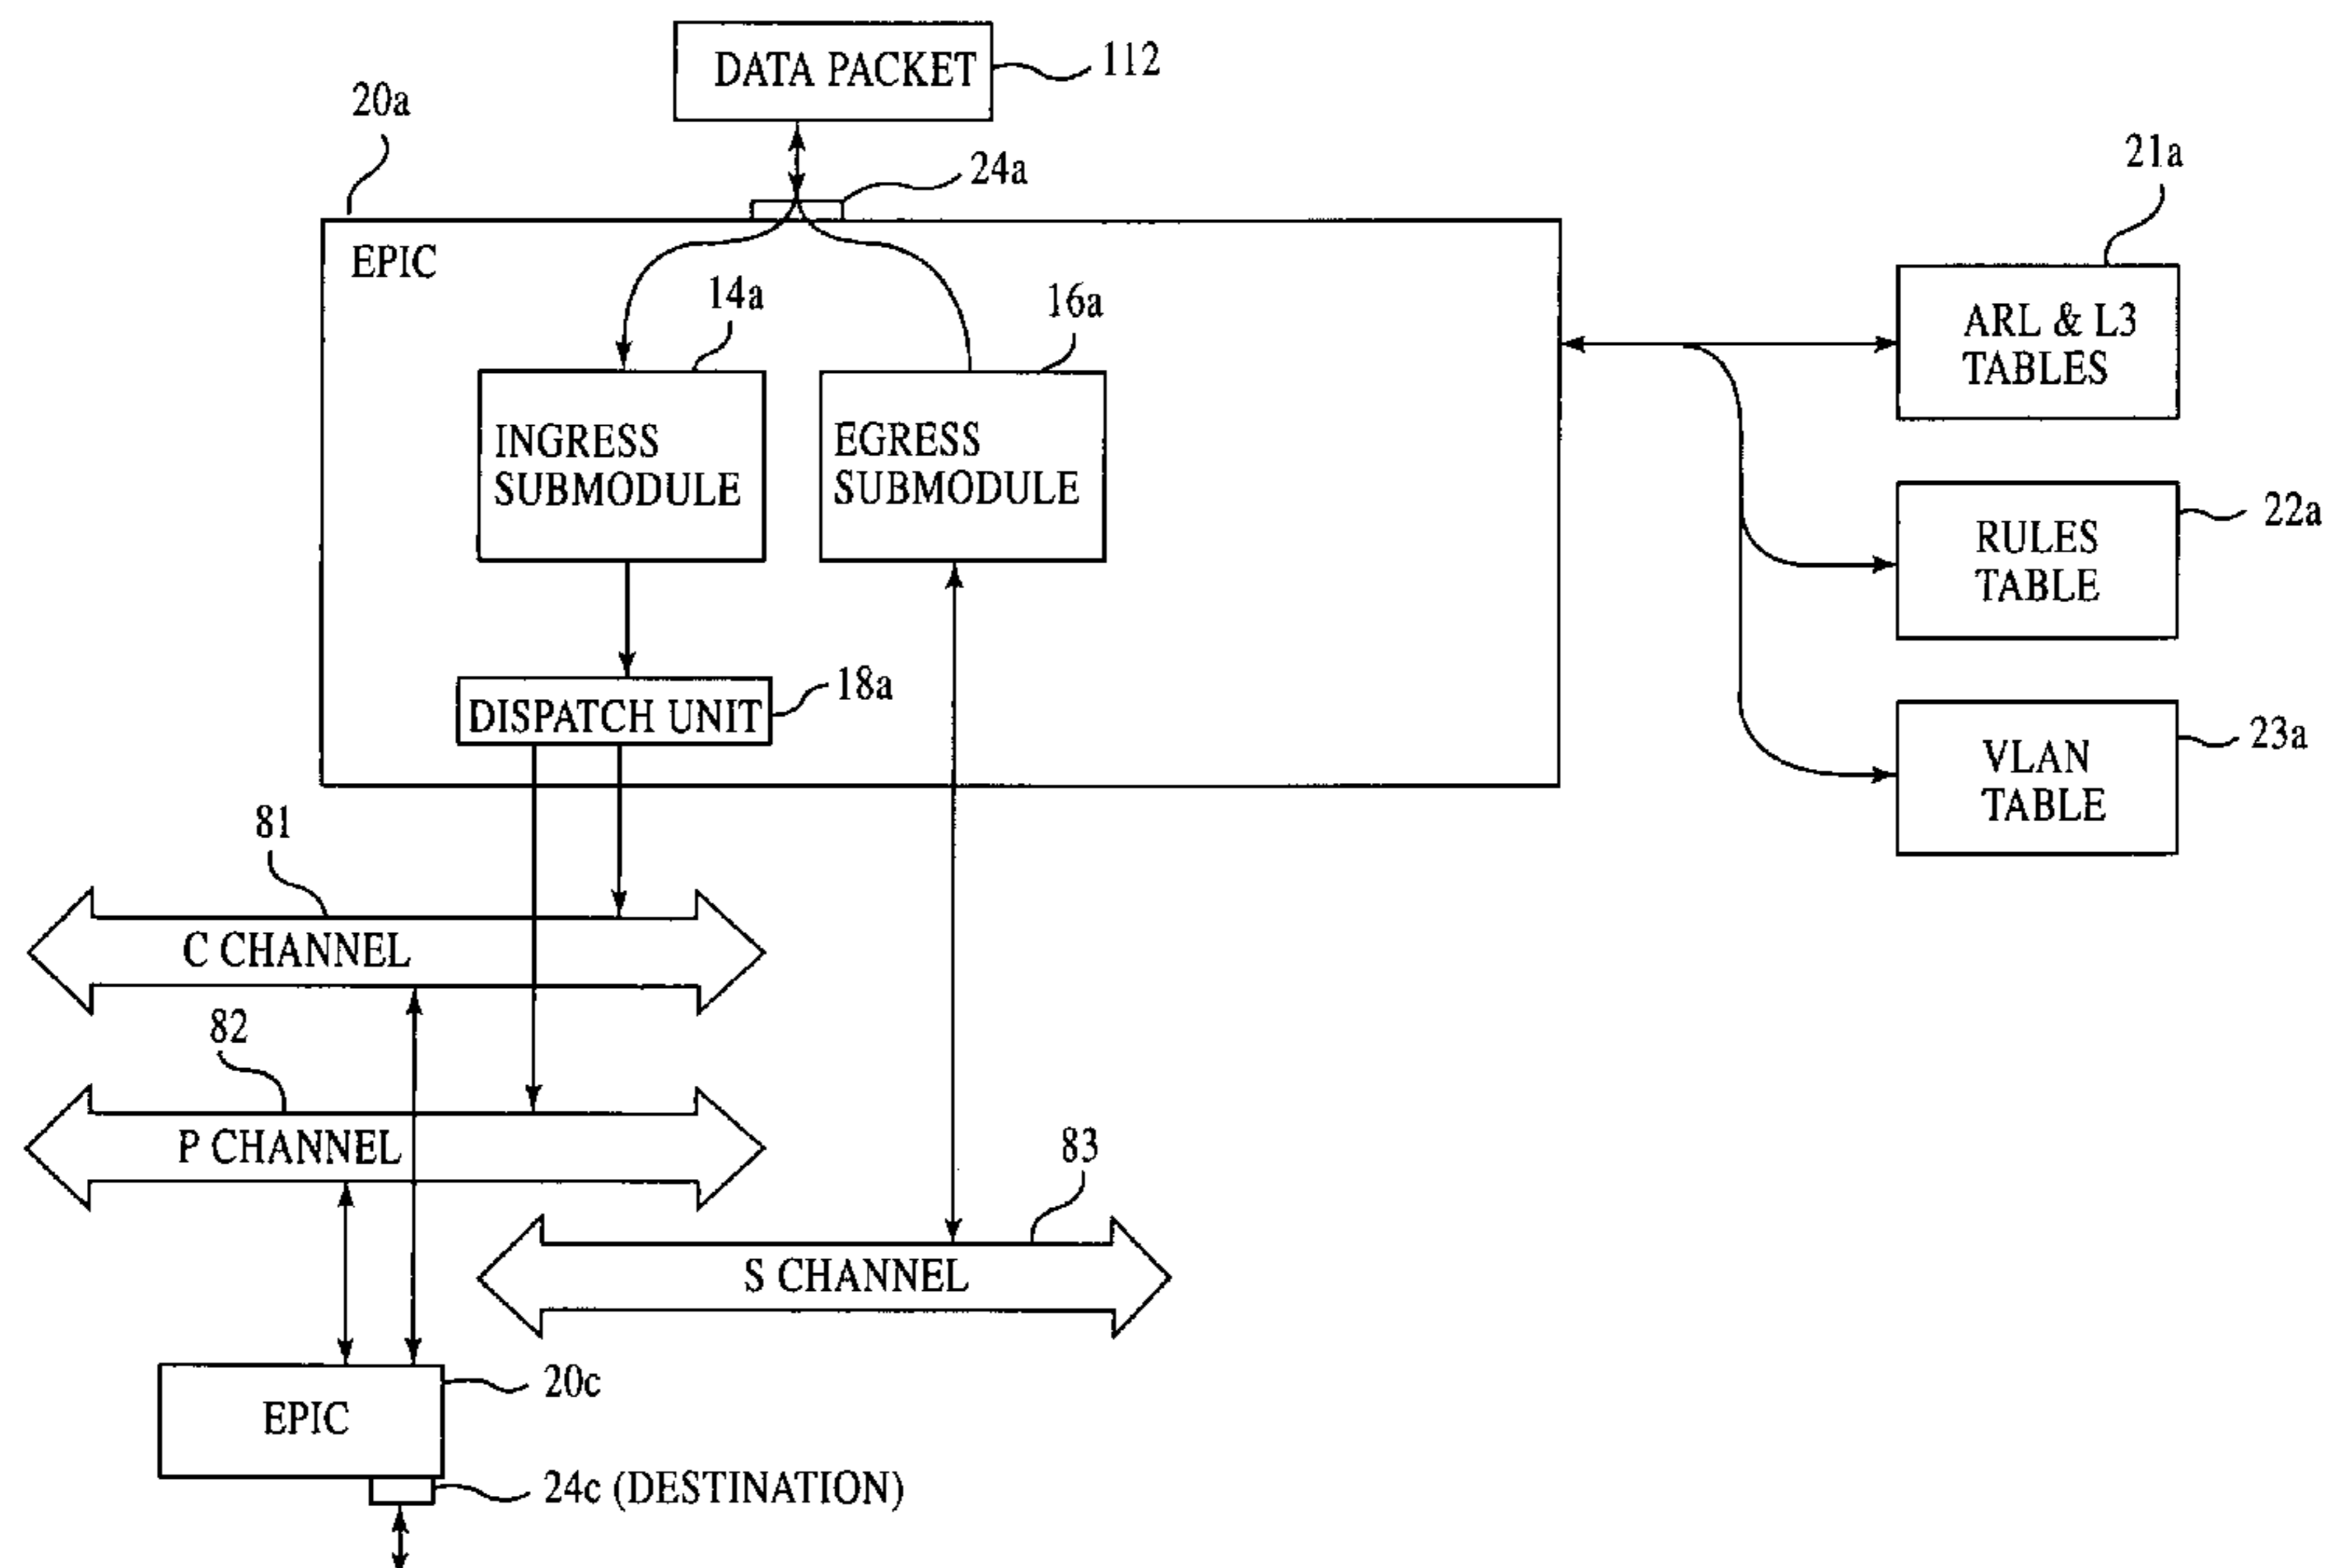 DATA PACKET
112
20a
24a
21a
EPIC
14a
16a
ARL & L3
TABLES
INGRESS
SUBMODULE
EGRESS
SUBMODULE
22a
RULES
TABLE
18a
DISPATCH UNIT
23a
VLAN
TABLE
81
C CHANNEL
82
P CHANNEL
83
S CHANNEL
20c
EPIC
24c (DESTINATION)